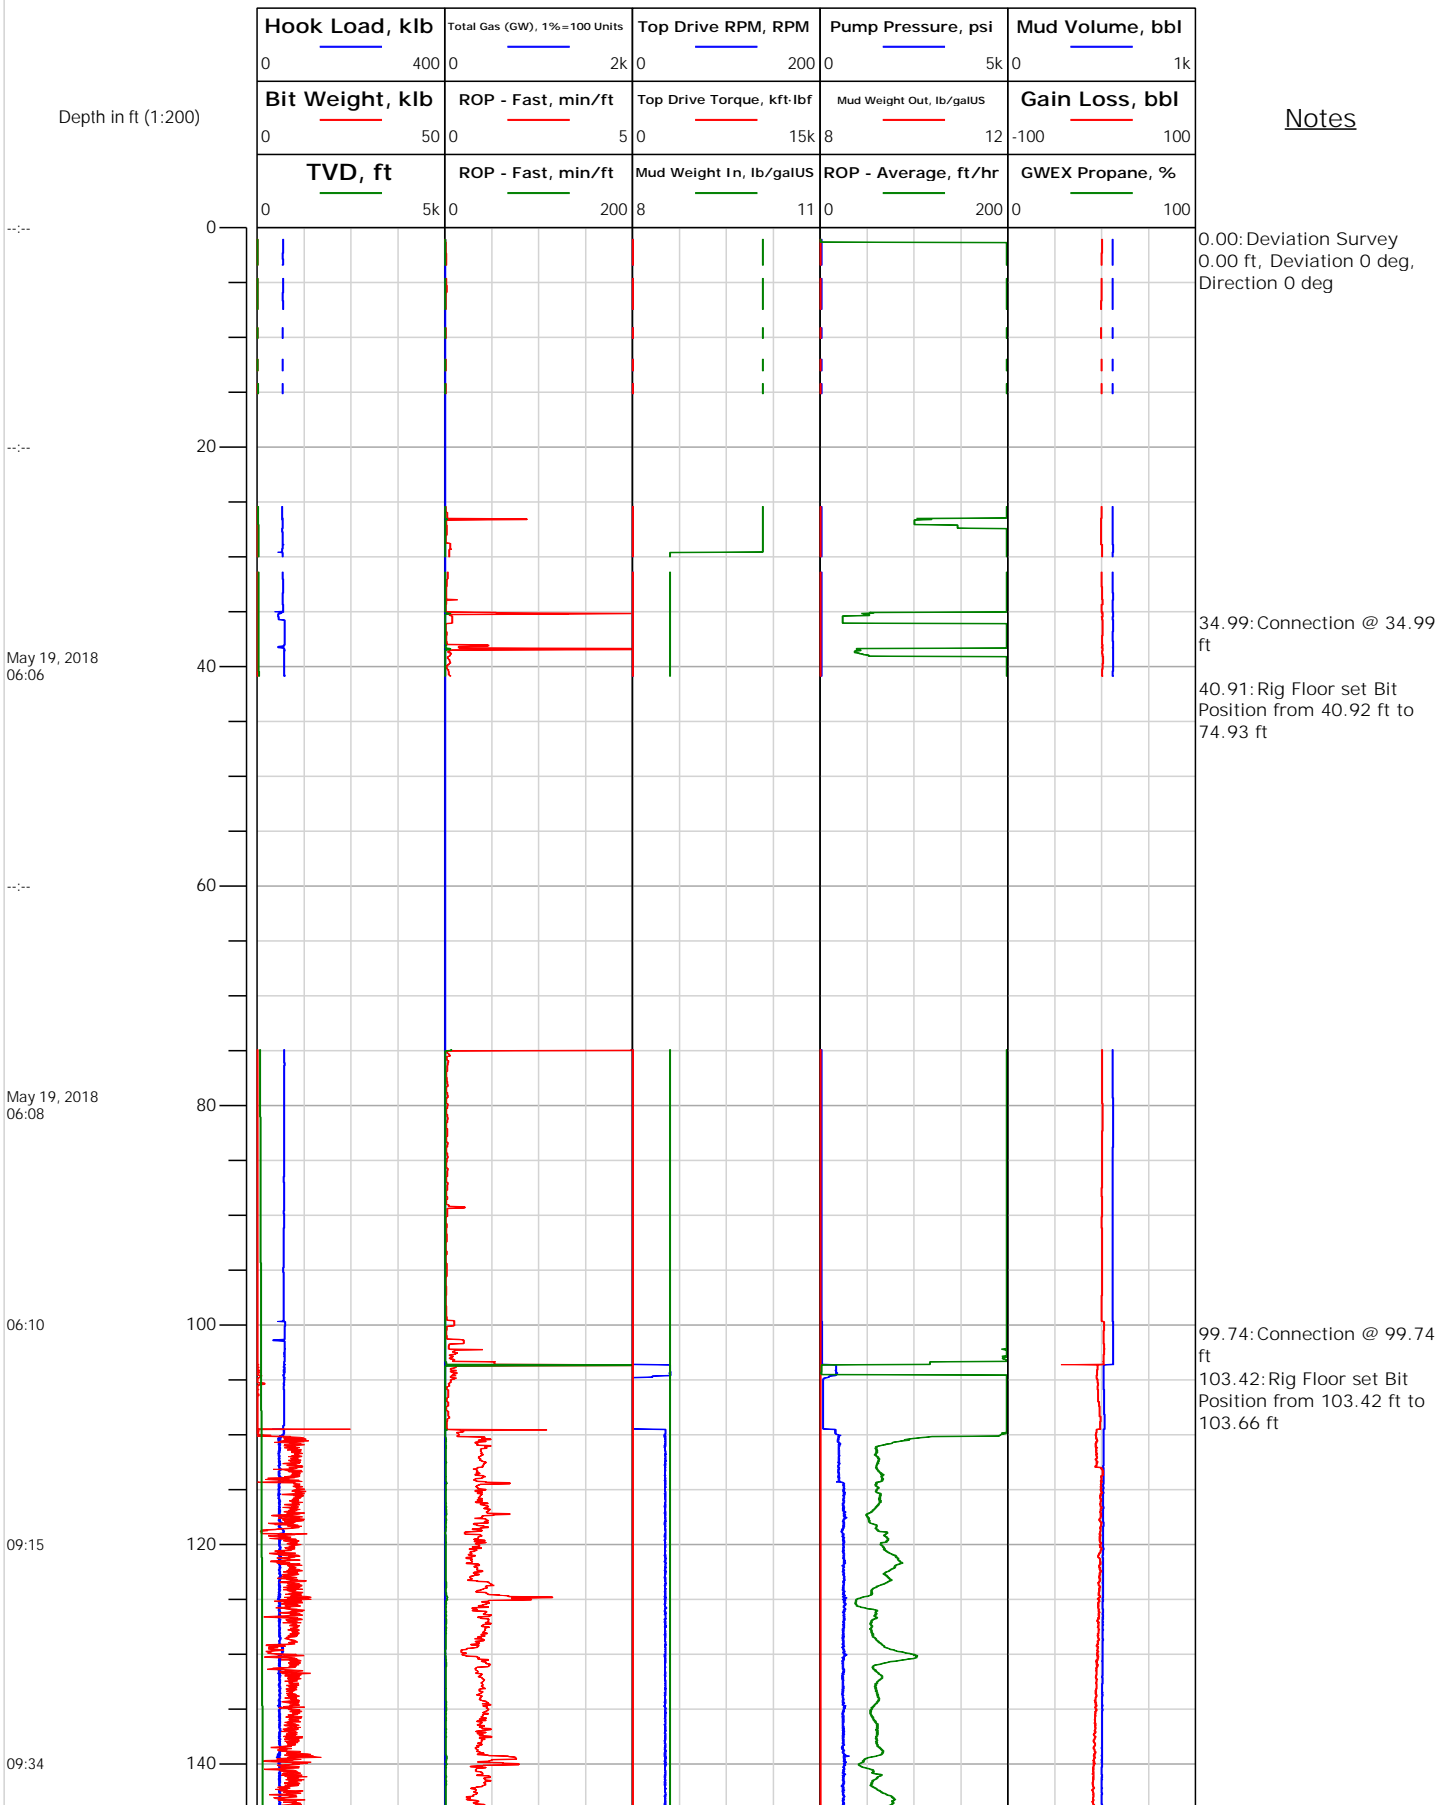 Hook Load, klb
0 400
Total Gas (GW), 1%=100 Units
0 2k
Top Drive RPM, RPM
0 200
Pump Pressure, psi
0 5k
Mud Volume, bbl
0 1k
Depth in ft (1:200)
Bit Weight, klb
0 50
ROP - Fast, min/ft
0 5
Top Drive Torque, kft·lbf
0 15k
Mud Weight Out, lb/galUS
8 12
Gain Loss, bbl
-100 100
Notes
TVD, ft
0 5k
ROP - Fast, min/ft
0 200
Mud Weight In, lb/galUS
8 11
ROP - Average, ft/hr
0 200
GWEX Propane, %
0 100
--:-- 0
0.00: Deviation Survey
0.00 ft, Deviation 0 deg,
Direction 0 deg
--:-- 20
34.99: Connection @ 34.99
ft
May 19, 2018
06:06
40
40.91: Rig Floor set Bit
Position from 40.92 ft to
74.93 ft
--:-- 60
May 19, 2018
06:08
80
06:10 100
99.74: Connection @ 99.74
ft
103.42: Rig Floor set Bit
Position from 103.42 ft to
103.66 ft
09:15 120
09:34 140